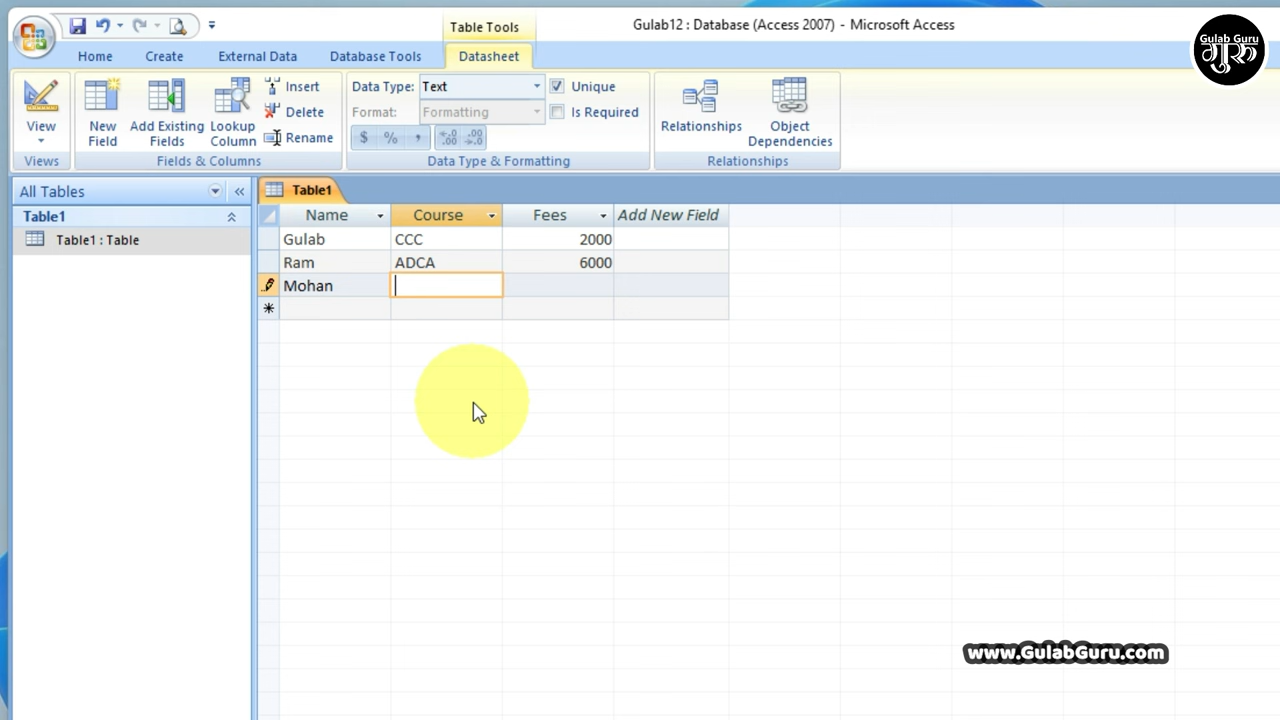 Gulab12 : Database (Access 2007) - Microsoft Access
Table Tools
Home Create External Data Database Tools Datasheet
Gulab Guru
गुरु
View
Views
New Field
Add Existing Fields
Lookup Column
Insert
Delete
Rename
Fields & Columns
Data Type: Text
Format: Formatting
$ % ,
Unique
Is Required
Data Type & Formatting
Relationships
Object Dependencies
Relationships
All Tables
Table1
Table1 : Table
Table1
Name Course Fees Add New Field
Gulab CCC 2000
Ram ADCA 6000
Mohan
www.GulabGuru.com